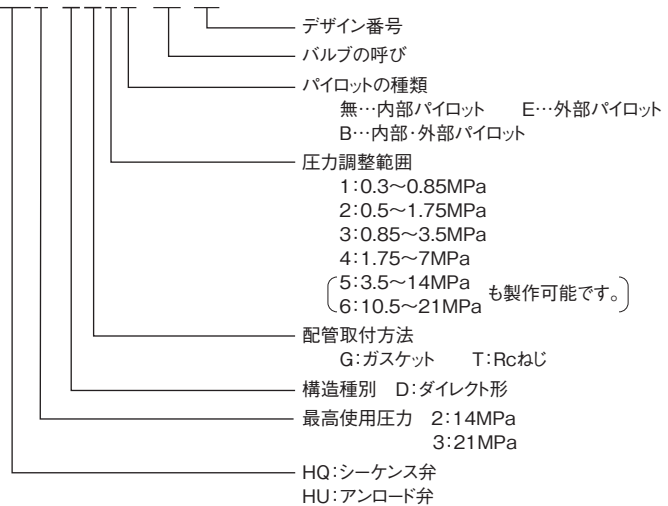 デザイン番号
バルブの呼び
パイロットの種類
無…内部パイロット　E…外部パイロット
B…内部・外部パイロット
圧力調整範囲
1：0.3～0.85MPa
2：0.5～1.75MPa
3：0.85～3.5MPa
4：1.75～7MPa
5：3.5～14MPa
6：10.5～21MPa も製作可能です。
配管取付方法
G：ガスケット　T：Rcねじ
構造種別　D：ダイレクト形
最高使用圧力　2：14MPa
3：21MPa
HQ：シーケンス弁
HU：アンロード弁